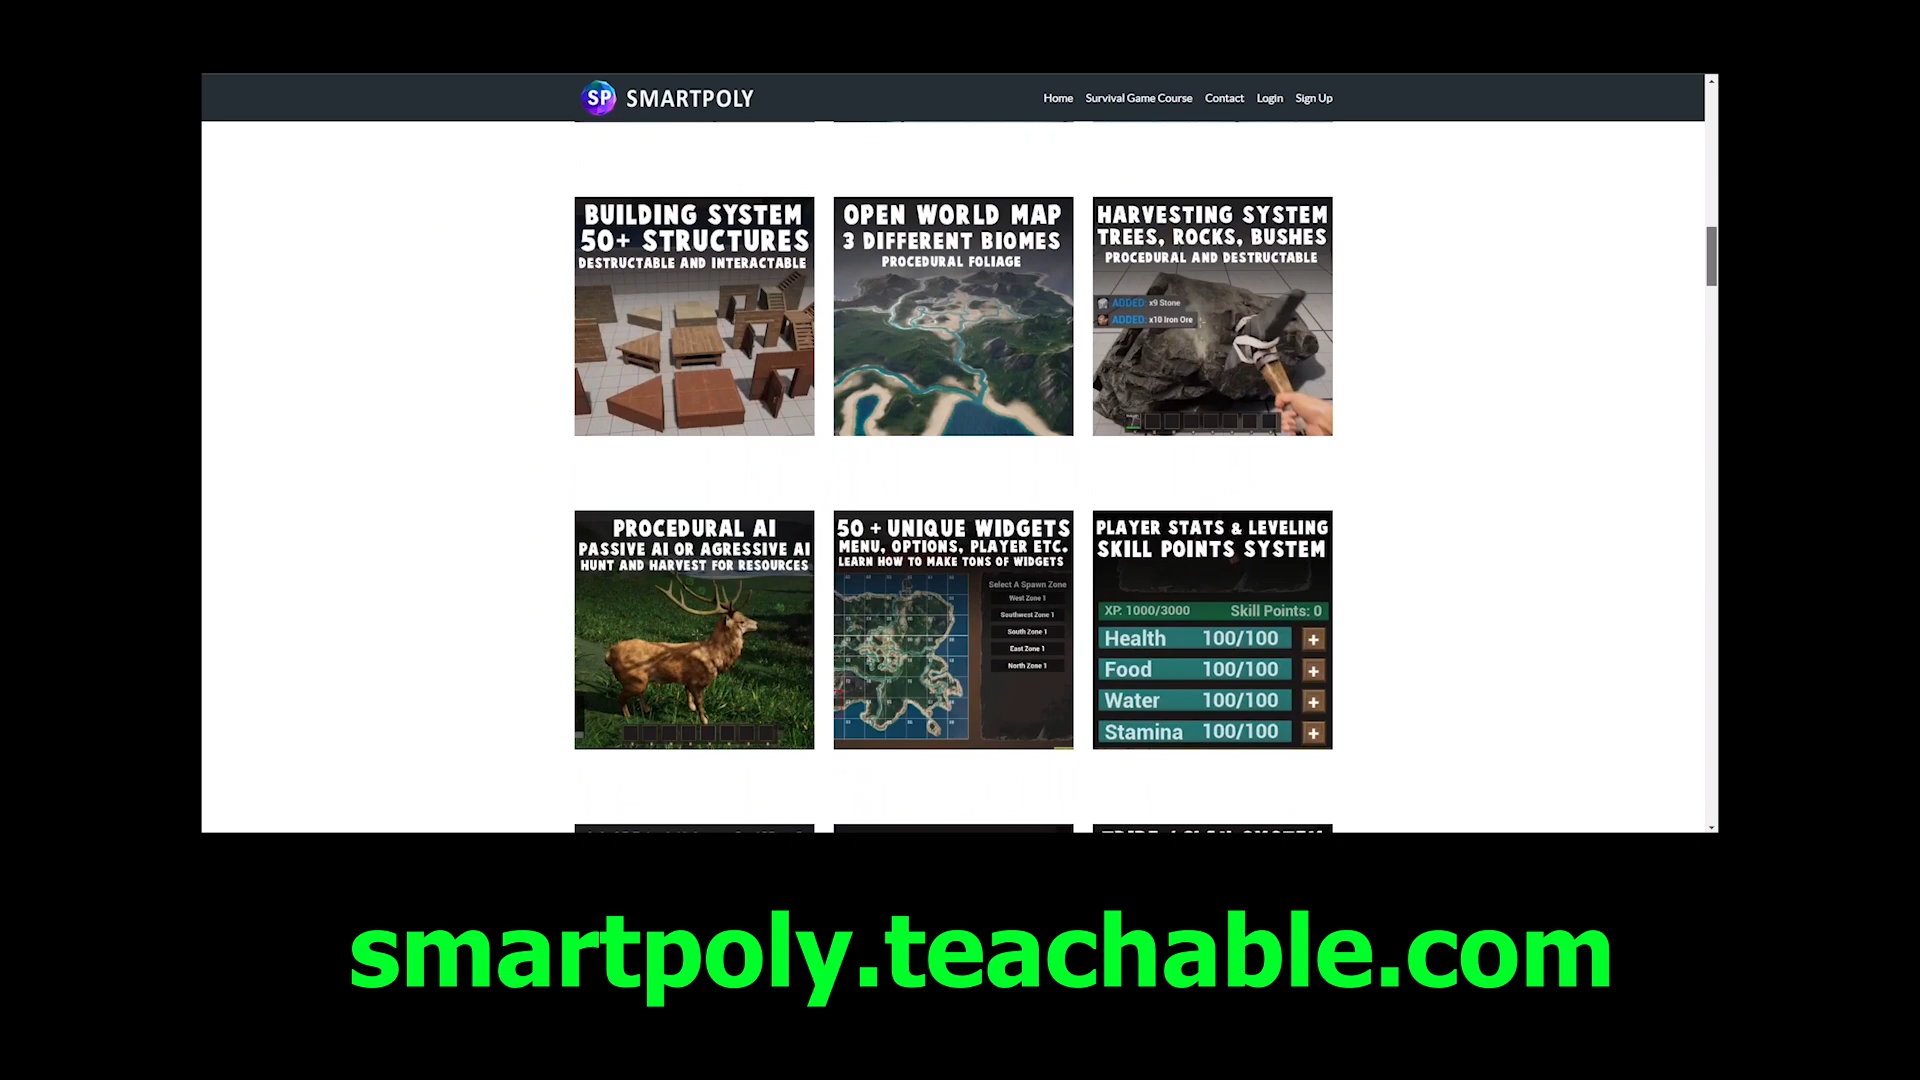 SP SMARTPOLY
Home Survival Game Course Contact Login Sign Up
BUILDING SYSTEM
50+ STRUCTURES
DESTRUCTABLE AND INTERACTABLE
OPEN WORLD MAP
3 DIFFERENT BIOMES
PROCEDURAL FOLIAGE
HARVESTING SYSTEM
TREES, ROCKS, BUSHES
PROCEDURAL AND DESTRUCTABLE
ADDED: x9 Stone
ADDED: x10 Iron Ore
PROCEDURAL AI
PASSIVE AI OR AGRESSIVE AI
HUNT AND HARVEST FOR RESOURCES
50 + UNIQUE WIDGETS
MENU, OPTIONS, PLAYER ETC.
LEARN HOW TO MAKE TONS OF WIDGETS
Select A Spawn Zone
West Zone 1
Southwest Zone 1
South Zone 1
East Zone 1
North Zone 1
PLAYER STATS & LEVELING
SKILL POINTS SYSTEM
XP: 1000/3000 Skill Points: 0
Health 100/100 +
Food 100/100 +
Water 100/100 +
Stamina 100/100 +
smartpoly.teachable.com